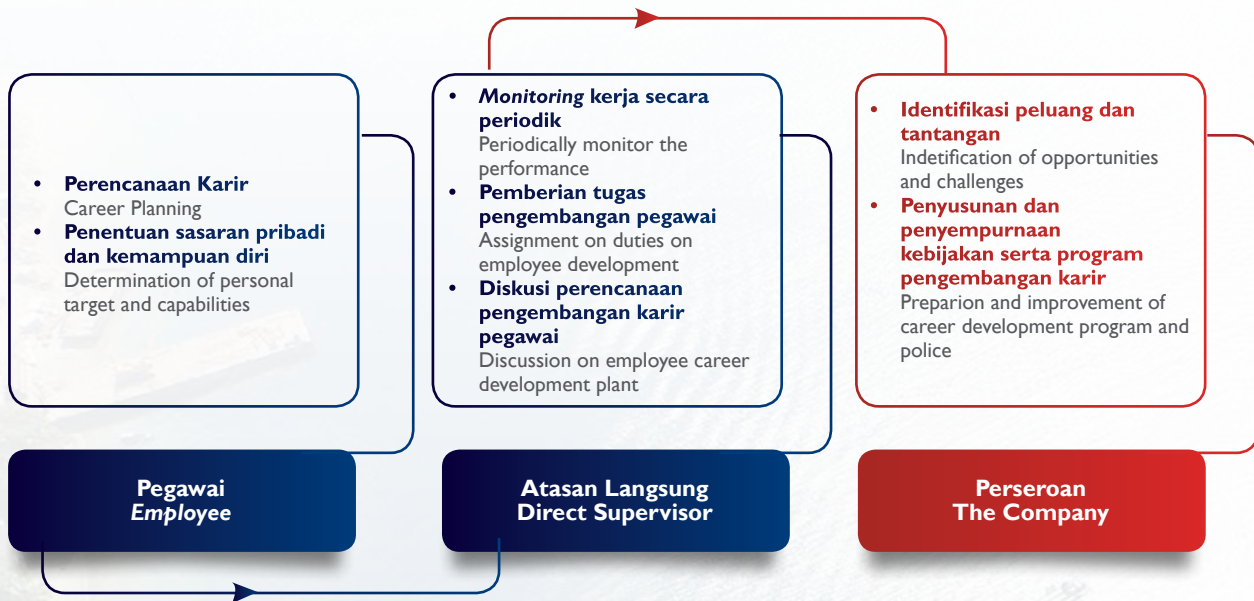 • Perencanaan Karir
Career Planning
• Penentuan sasaran pribadi
dan kemampuan diri
Determination of personal
target and capabilities
Pegawai
Employee
• Monitoring kerja secara
periodik
Periodically monitor the
performance
• Pemberian tugas
pengembangan pegawai
Assignment on duties on
employee development
• Diskusi perencanaan
pengembangan karir
pegawai
Discussion on employee career
development plant
Atasan Langsung
Direct Supervisor
• Identifikasi peluang dan
tantangan
Indetification of opportunities
and challenges
• Penyusunan dan
penyempurnaan
kebijakan serta program
pengembangan karir
Preparion and improvement of
career development program and
police
Perseroan
The Company